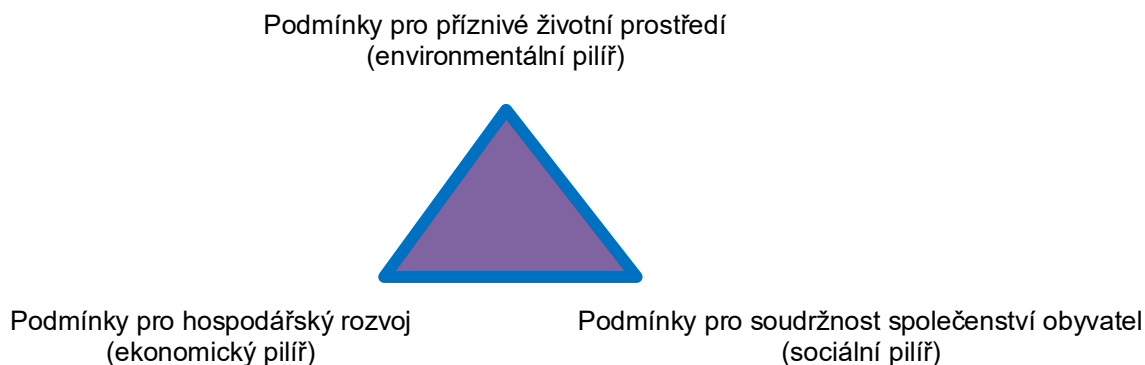 Podmínky pro příznivé životní prostředí
(environmentální pilíř)
Podmínky pro hospodářský rozvoj
(ekonomický pilíř)
Podmínky pro soudržnost společenství obyvatel
(sociální pilíř)